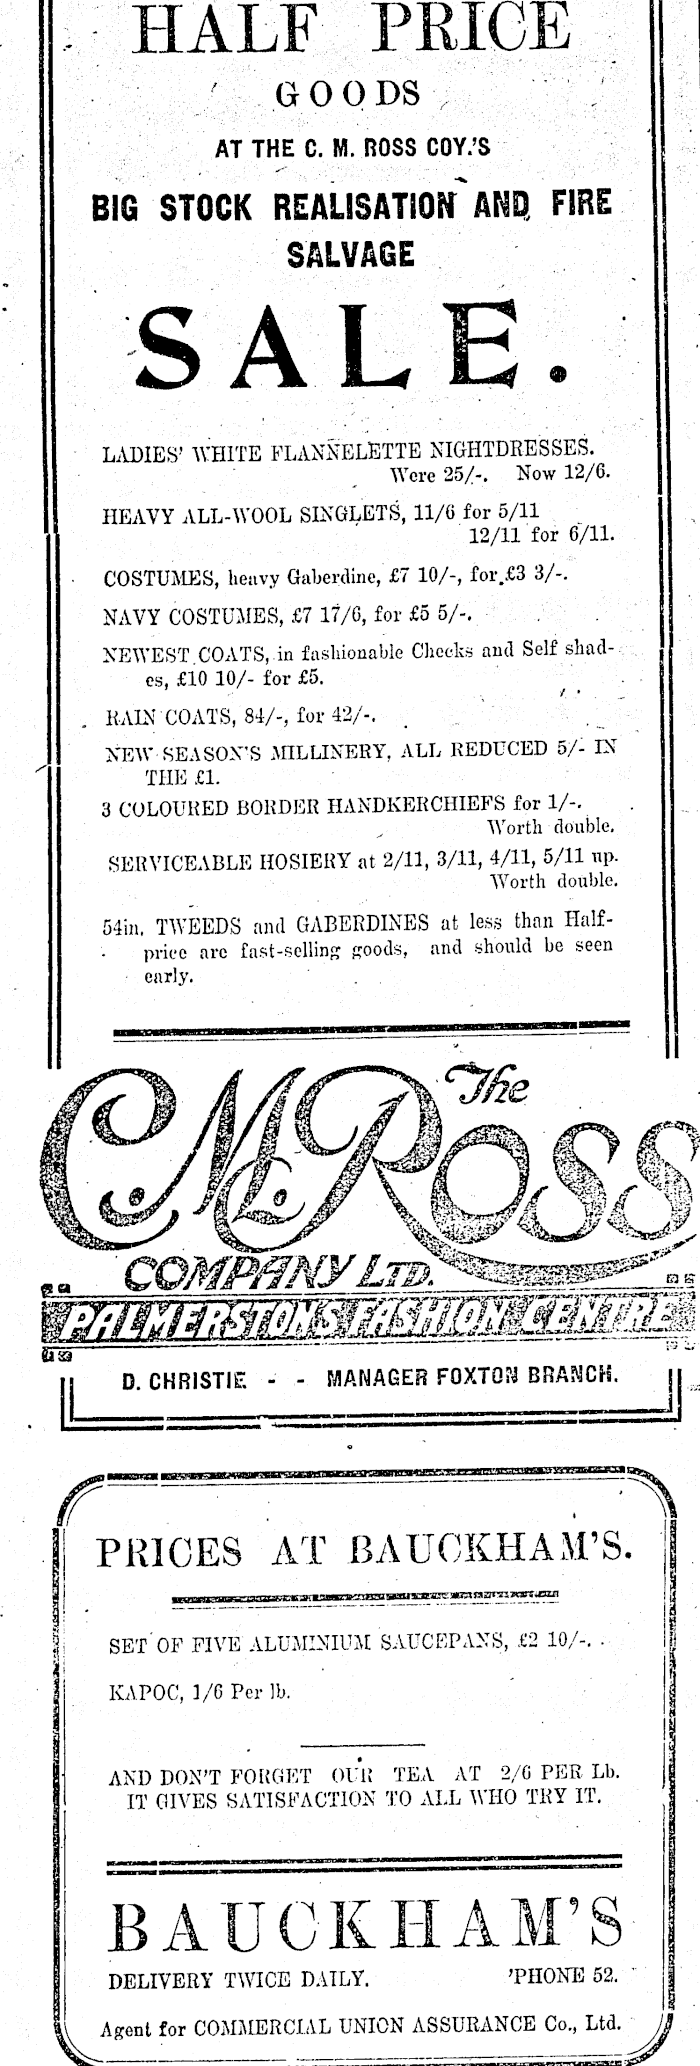 HALF PRICE
GOODS
AT THE C. M. ROSS COY.'S
BIG STOCK REALISATION AND FIRE
SALVAGE
SALE.
LADIES' WHITE FLANNELETTE NIGHTDRESSES.
Were 25/-. Now 12/6.
HEAVY ALL-WOOL SINGLETS, 11/6 for 5/11
12/11 for 6/11.
COSTUMES, heavy Gaberdine, £7 10/-, for £3 3/-.
NAVY COSTUMES, £7 17/6, for £5 5/-.
NEWEST COATS, in fashionable Checks and Self shad-
es, £10 10/- for £5.
RAIN COATS, 84/-, for 42/-.
NEW SEASON'S MILLINERY, ALL REDUCED 5/- IN
THE £1.
3 COLOURED BORDER HANDKERCHIEFS for 1/-.
Worth double.
SERVICEABLE HOSIERY at 2/11, 3/11, 4/11, 5/11 up.
Worth double.
54in. TWEEDS and GABERDINES at less than Half-
price are fast-selling goods, and should be seen
early.
The
C.M. Ross
Co.
COMPANY LTD.
PALMERSTON'S FASHION CENTRE
D. CHRISTIE - - MANAGER FOXTON BRANCH.
PRICES AT BAUCKHAM'S.
SET OF FIVE ALUMINIUM SAUCEPANS, £2 10/-.
KAPOC, 1/6 Per lb.
AND DON'T FORGET OUR TEA AT 2/6 PER Lb.
IT GIVES SATISFACTION TO ALL WHO TRY IT.
BAUCKHAM'S
DELIVERY TWICE DAILY. 'PHONE 52.
Agent for COMMERCIAL UNION ASSURANCE Co., Ltd.